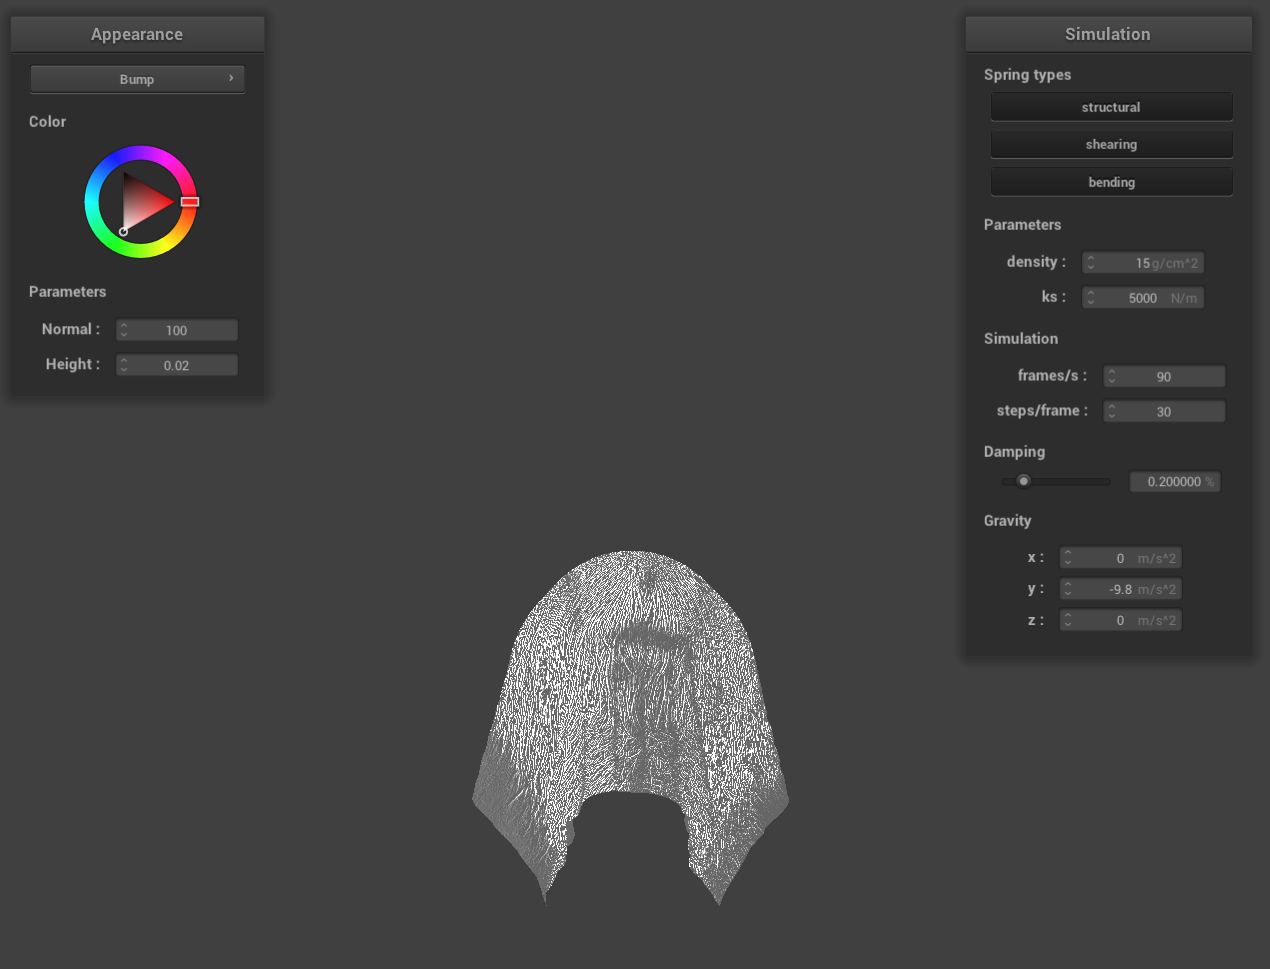 Appearance
Bump
Color
Parameters
Normal : 100
Height : 0.02
Simulation
Spring types
structural
shearing
bending
Parameters
density : 15 g/cm^2
ks : 5000 N/m
Simulation
frames/s : 90
steps/frame : 30
Damping
0.200000 %
Gravity
x : 0 m/s^2
y : -9.8 m/s^2
z : 0 m/s^2